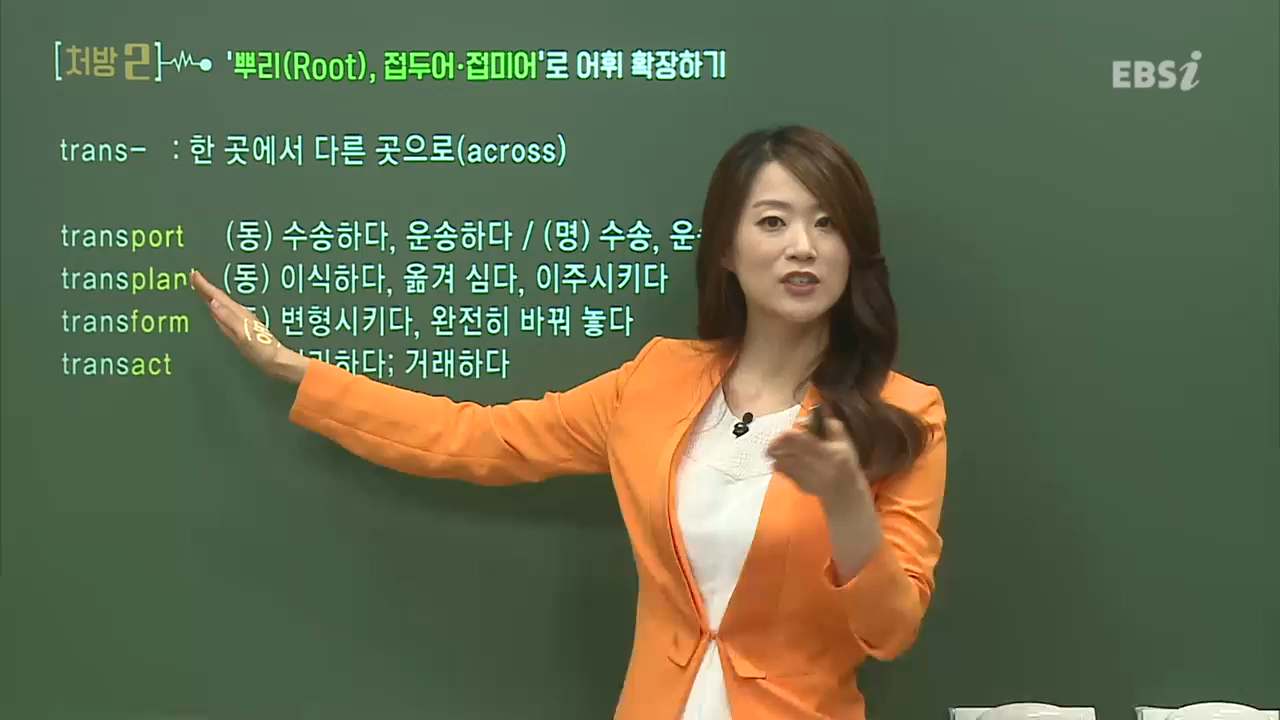 [처방 2] '뿌리(Root), 접두어·접미어'로 어휘 확장하기
EBSi
trans- : 한 곳에서 다른 곳으로(across)
transport (동) 수송하다, 운송하다 / (명) 수송,
transplant (동) 이식하다, 옮겨 심다, 이주시키다
transform (동) 변형시키다, 완전히 바꿔 놓다
transact 거래하다